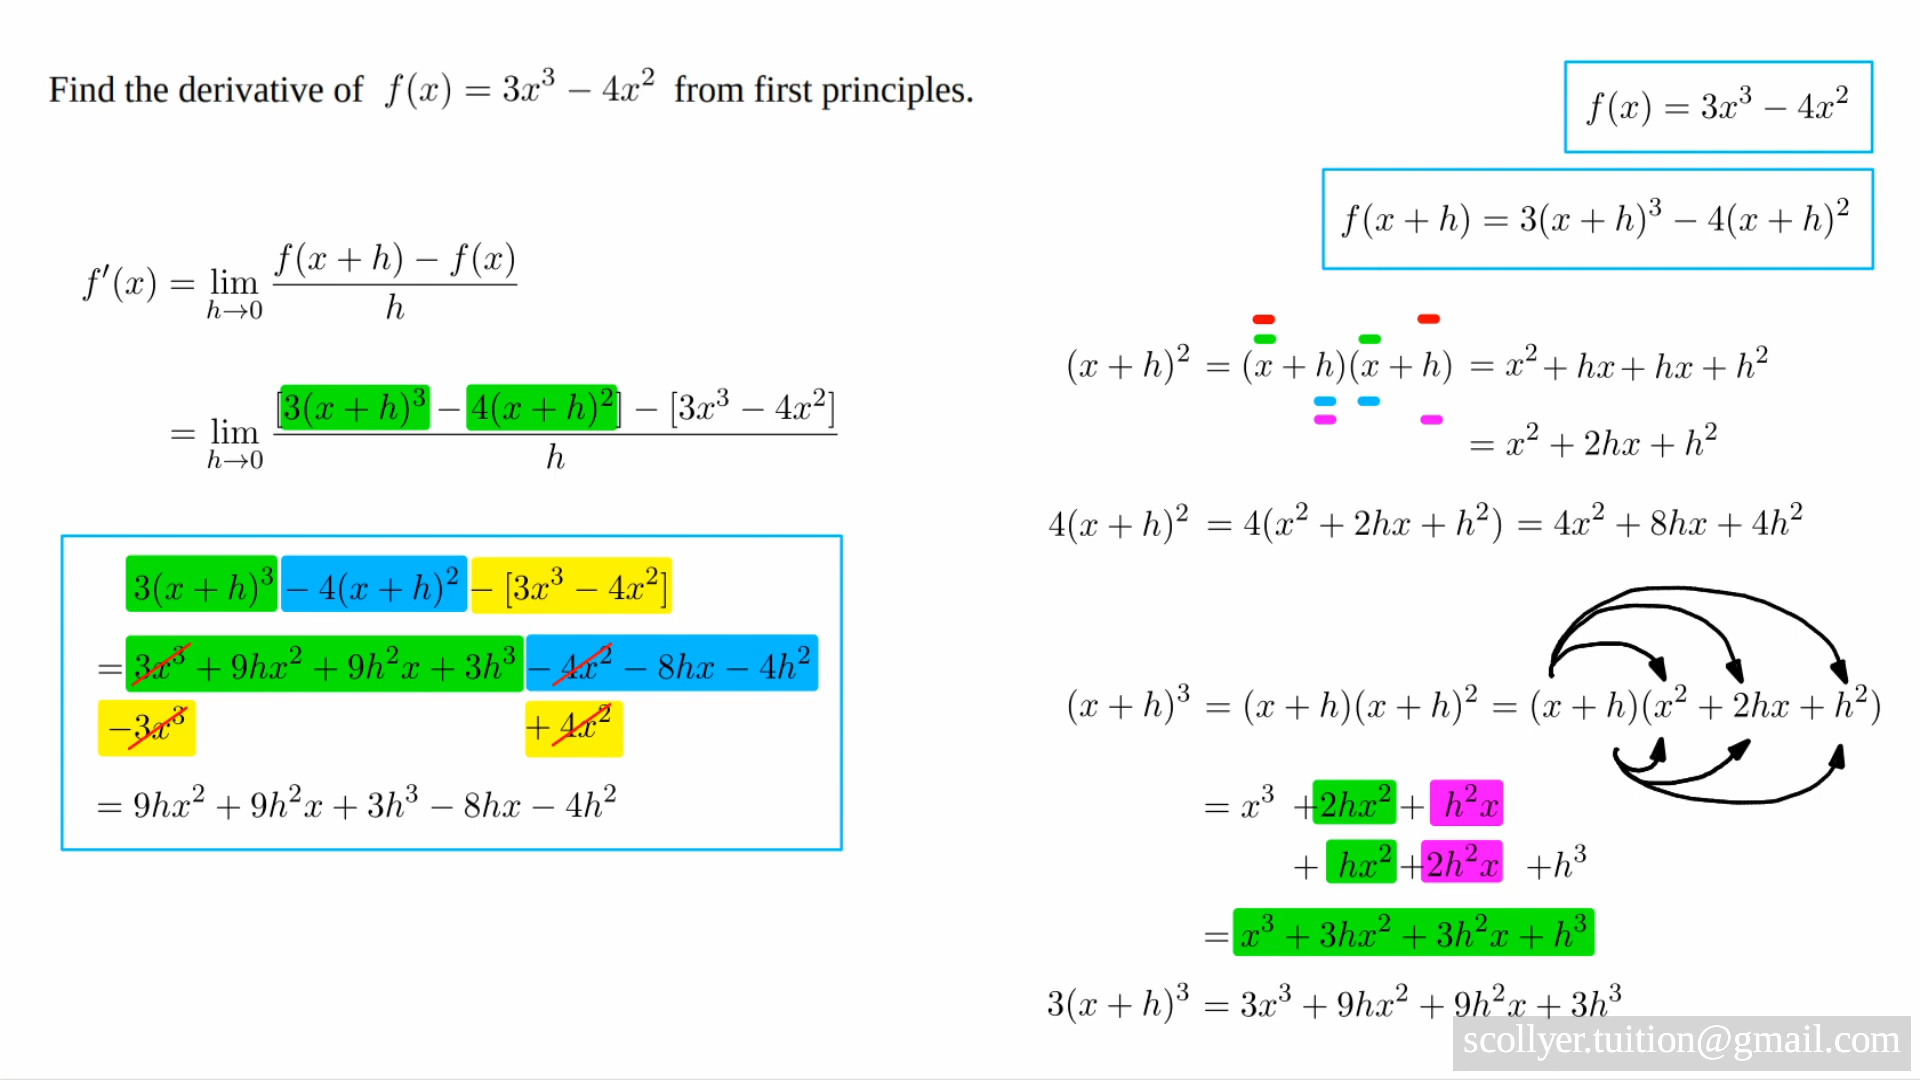 Find the derivative of f(x) = 3x³ − 4x² from first principles.
f′(x) = lim h→0 (f(x + h) − f(x)) / h
= lim h→0 ([3(x + h)³ − 4(x + h)²] − [3x³ − 4x²]) / h
3(x + h)³ − 4(x + h)² − [3x³ − 4x²]
= 3x³ + 9hx² + 9h²x + 3h³ − 4x² − 8hx − 4h²
−3x³ + 4x²
= 9hx² + 9h²x + 3h³ − 8hx − 4h²
f(x) = 3x³ − 4x²
f(x + h) = 3(x + h)³ − 4(x + h)²
(x + h)² = (x + h)(x + h) = x² + hx + hx + h²
= x² + 2hx + h²
4(x + h)² = 4(x² + 2hx + h²) = 4x² + 8hx + 4h²
(x + h)³ = (x + h)(x + h)² = (x + h)(x² + 2hx + h²)
= x³ + 2hx² + h²x
+ hx² + 2h²x + h³
= x³ + 3hx² + 3h²x + h³
3(x + h)³ = 3x³ + 9hx² + 9h²x + 3h³
scollyer.tuition@gmail.com